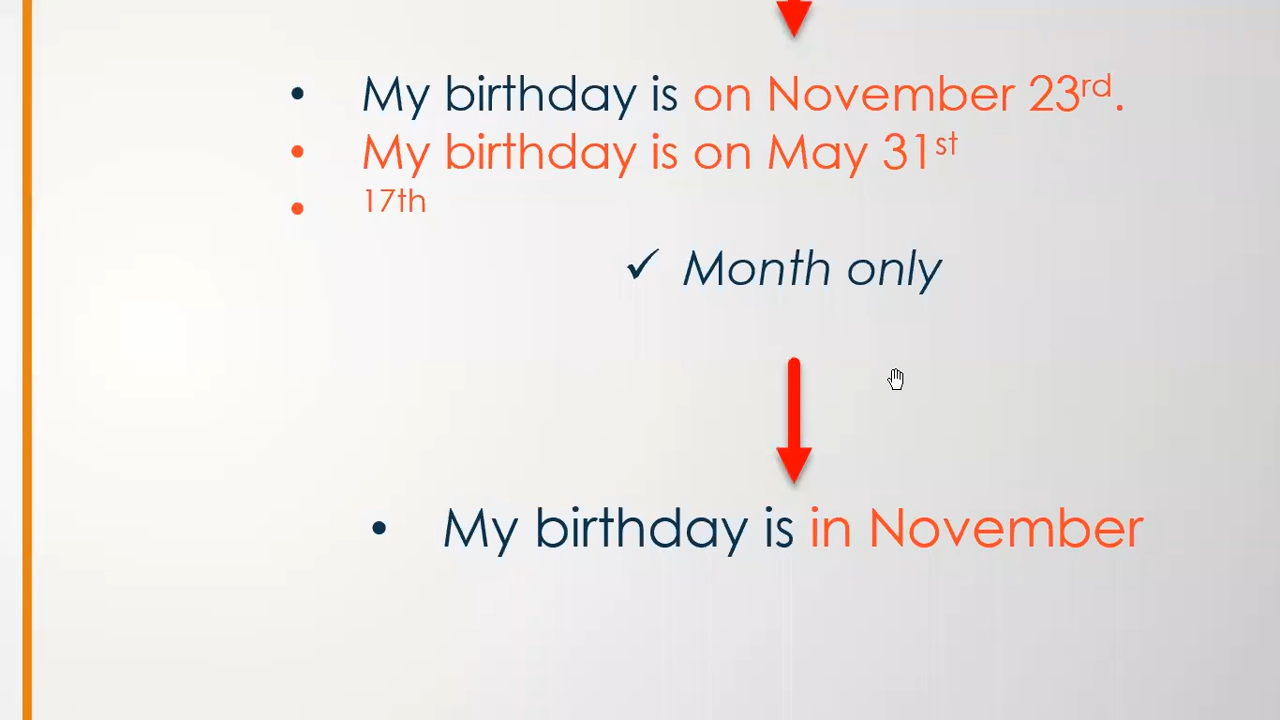 • My birthday is on November 23rd.
• My birthday is on May 31st
• 17th
✓ Month only
• My birthday is in November